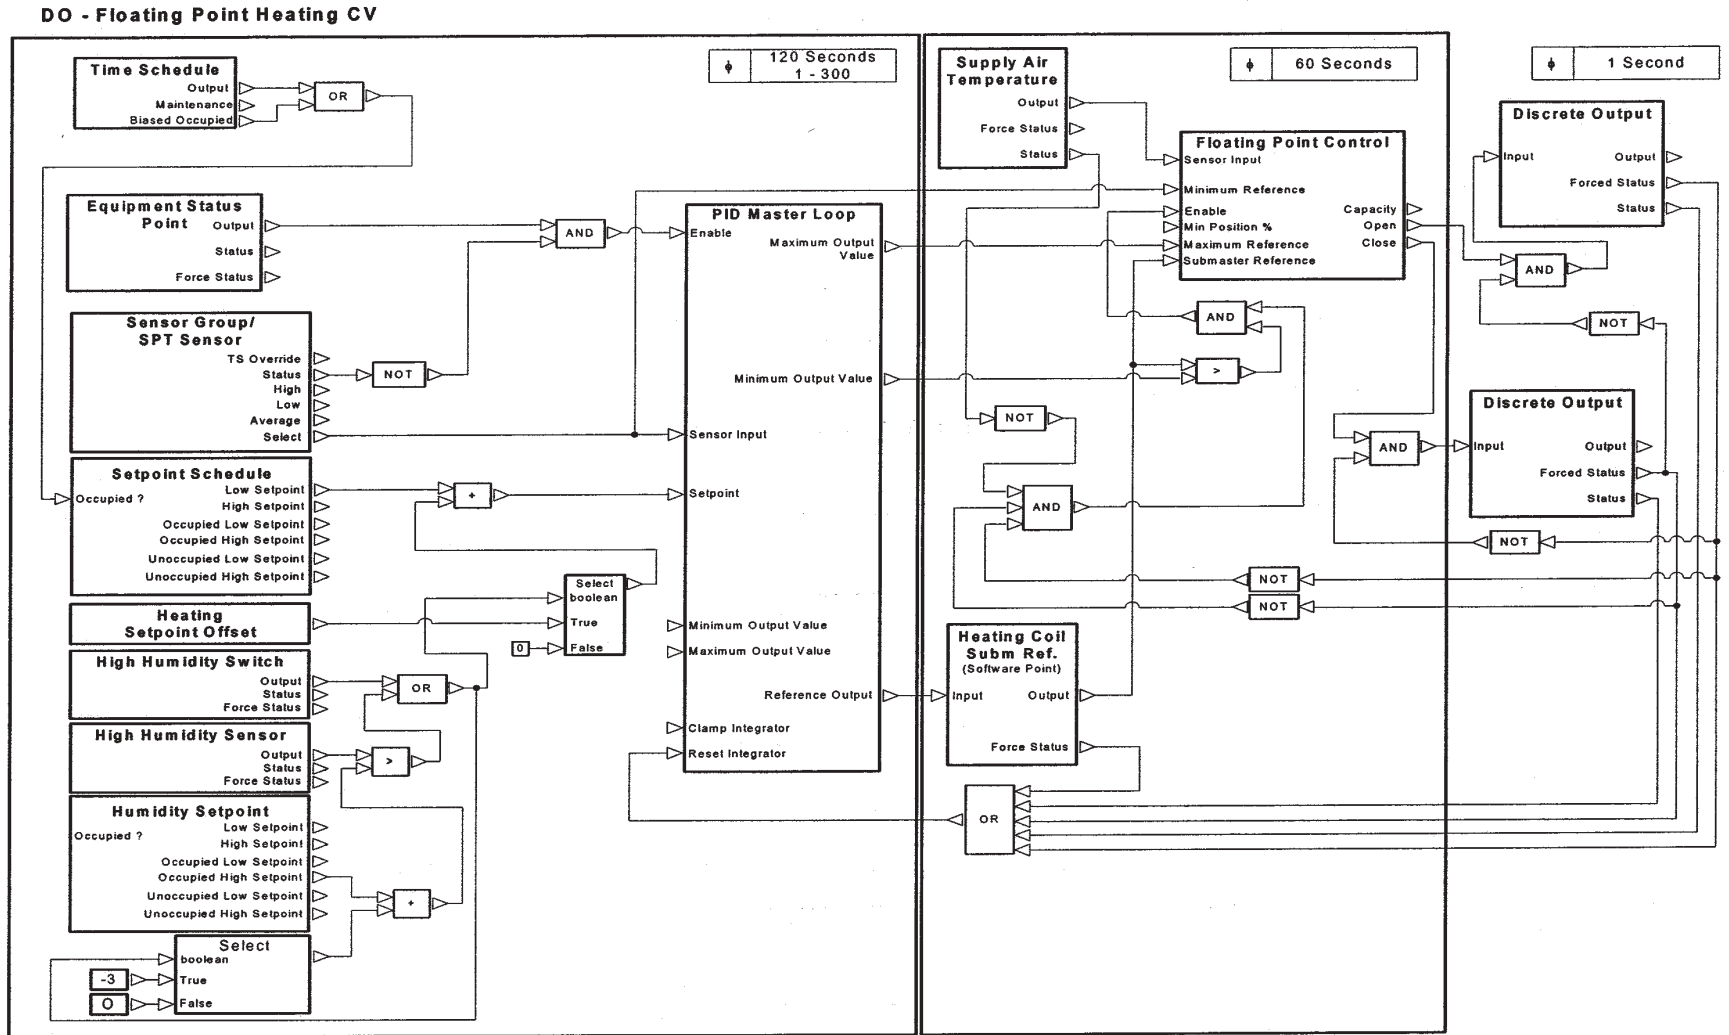 DO - Floating Point Heating CV
ϕ
120 Seconds
1 - 300
Time Schedule
Output
Maintenance
Biased Occupied
OR
Equipment Status
Point
Output
Status
Force Status
AND
Sensor Group/
SPT Sensor
TS Override
Status
High
Low
Average
Select
NOT
Setpoint Schedule
Occupied ?
Low Setpoint
High Setpoint
Occupied Low Setpoint
Occupied High Setpoint
Unoccupied Low Setpoint
Unoccupied High Setpoint
+
Heating
Setpoint Offset
Select
boolean
True
False
0
High Humidity Switch
Output
Status
Force Status
OR
High Humidity Sensor
Output
Status
Force Status
>
Humidity Setpoint
Occupied ?
Low Setpoint
High Setpoint
Occupied Low Setpoint
Occupied High Setpoint
Unoccupied Low Setpoint
Unoccupied High Setpoint
+
Select
boolean
True
False
-3
0
PID Master Loop
Enable
Maximum Output
Value
Minimum Output Value
Sensor Input
Setpoint
Minimum Output Value
Maximum Output Value
Reference Output
Clamp Integrator
Reset Integrator
ϕ
60 Seconds
Supply Air
Temperature
Output
Force Status
Status
Floating Point Control
Sensor Input
Minimum Reference
Enable
Min Position %
Maximum Reference
Submaster Reference
Capacity
Open
Close
AND
>
NOT
AND
NOT
NOT
AND
Heating Coil
Subm Ref.
(Software Point)
Input
Output
Force Status
OR
ϕ
1 Second
Discrete Output
Input
Output
Forced Status
Status
AND
NOT
Discrete Output
Input
Output
Forced Status
Status
NOT